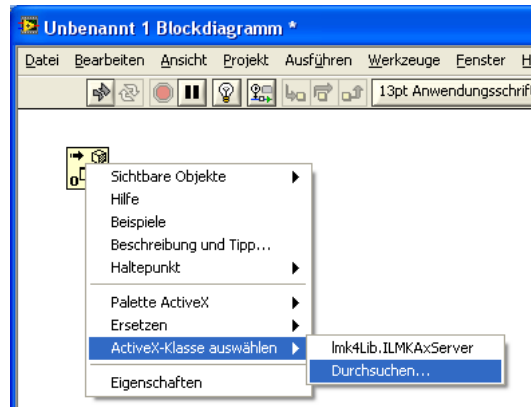 Unbenannt 1 Blockdiagramm *
Datei Bearbeiten Ansicht Projekt Ausführen Werkzeuge Fenster H
13pt Anwendungsschrif
Sichtbare Objekte
Hilfe
Beispiele
Beschreibung und Tipp...
Haltepunkt
Palette ActiveX
Ersetzen
ActiveX-Klasse auswählen
lmk4Lib.ILMKAxServer
Durchsuchen...
Eigenschaften